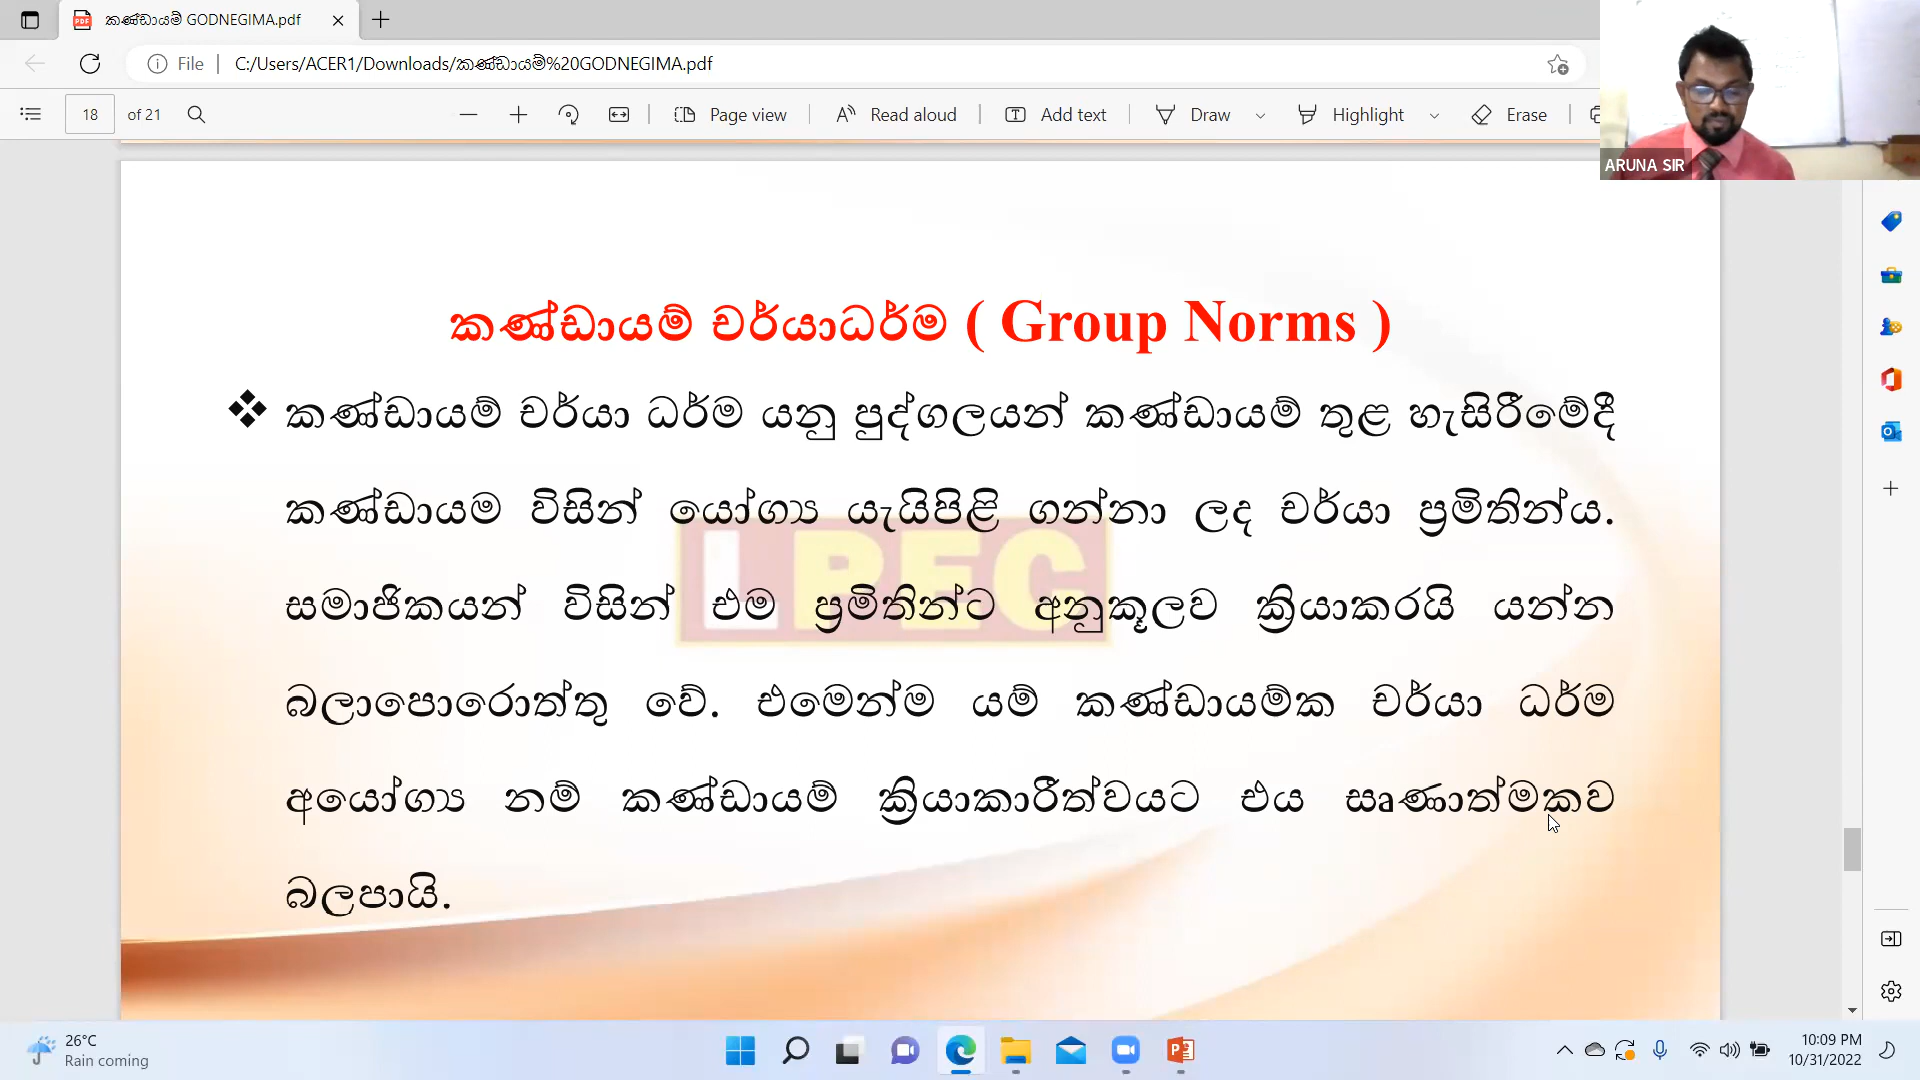 කණ්ඩායම් GODNEGIMA.pdf
File C:/Users/ACER1/Downloads/කණ්ඩායම්%20GODNEGIMA.pdf
18 of 21 Page view Read aloud Add text Draw Highlight Erase
ARUNA SIR
කණ්ඩායම් චර්යාධර්ම ( Group Norms )
❖ කණ්ඩායම් චර්යා ධර්ම යනු පුද්ගලයන් කණ්ඩායම් තුළ හැසිරීමේදී
කණ්ඩායම විසින් යෝග්‍ය යැයිපිළි ගන්නා ලද චර්යා ප්‍රමිතින්ය.
සමාජිකයන් විසින් එම ප්‍රමිතින්ට අනුකූලව ක්‍රියාකරයි යන්න
බලාපොරොත්තු වේ. එමෙන්ම යම් කණ්ඩායම්ක චර්යා ධර්ම
අයෝග්‍ය නම් කණ්ඩායම් ක්‍රියාකාරීත්වයට එය සෘණාත්මකව
බලපායි.
IPEC
26°C
Rain coming
10:09 PM
10/31/2022